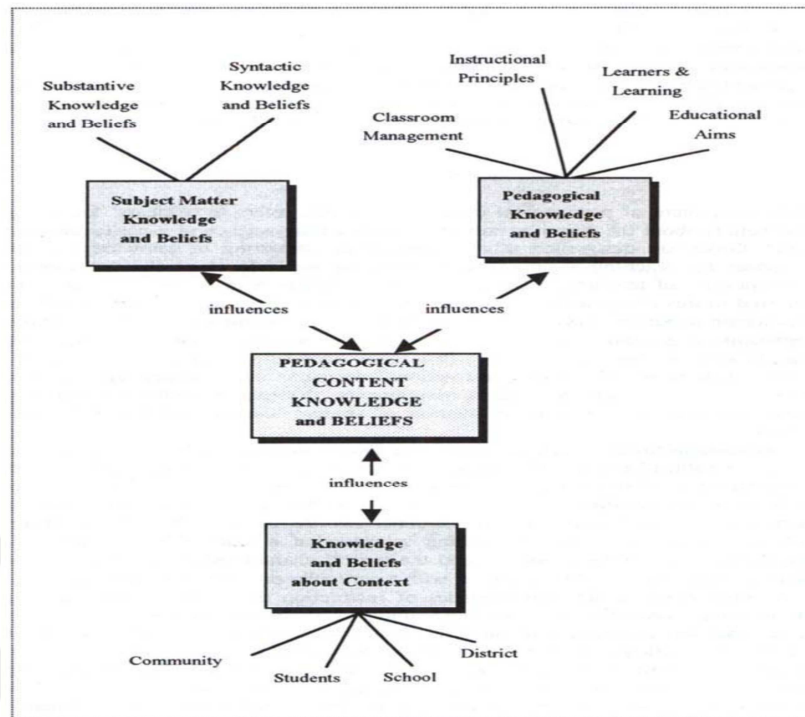 Substantive
Knowledge
and Beliefs
Syntactic
Knowledge
and Beliefs
Instructional
Principles
Learners &
Learning
Classroom
Management
Educational
Aims
Subject Matter
Knowledge
and Beliefs
Pedagogical
Knowledge
and Beliefs
influences
influences
PEDAGOGICAL
CONTENT
KNOWLEDGE
and BELIEFS
influences
Knowledge
and Beliefs
about Context
Community
Students
School
District